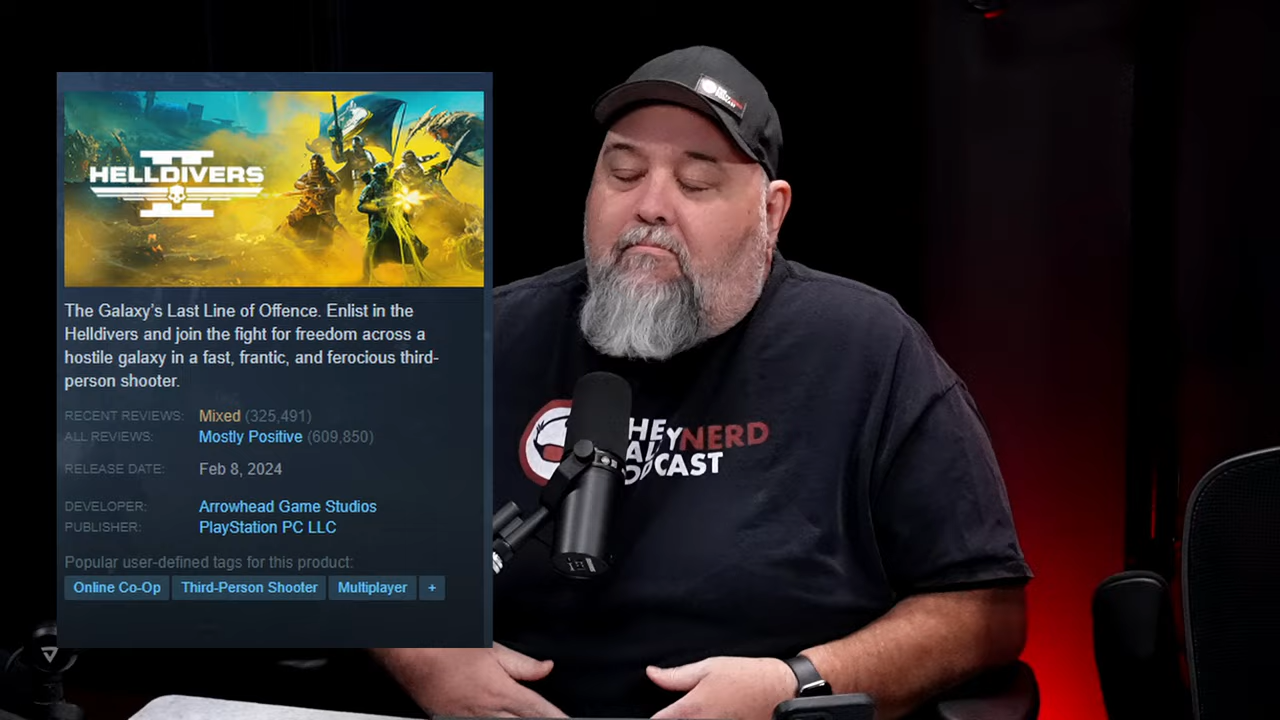 HELLDIVERS
II
The Galaxy's Last Line of Offence. Enlist in the
Helldivers and join the fight for freedom across a
hostile galaxy in a fast, frantic, and ferocious third-
person shooter.
RECENT REVIEWS: Mixed (325,491)
ALL REVIEWS: Mostly Positive (609,850)
RELEASE DATE: Feb 8, 2024
DEVELOPER: Arrowhead Game Studios
PUBLISHER: PlayStation PC LLC
Popular user-defined tags for this product:
Online Co-Op Third-Person Shooter Multiplayer +
NERD